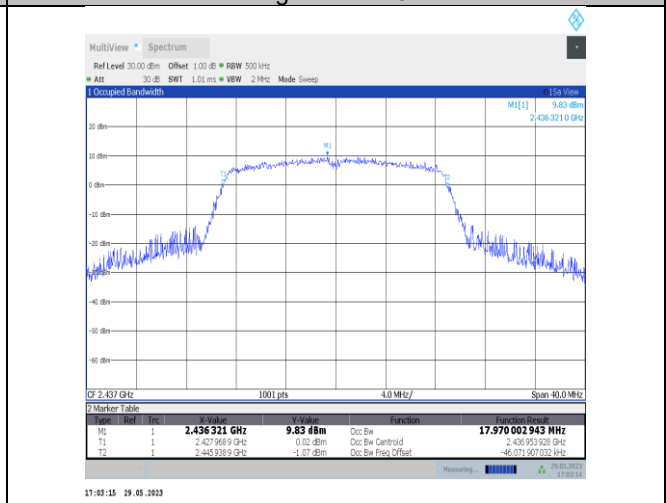 MultiView Spectrum
Ref Level 30.00 dBm Offset 1.00 dB RBW 500 kHz
Att 30 dB SWT 1.01 ms VBW 2 MHz Mode Sweep
1 Occupied Bandwidth 1Sa View
M1[1] 9.83 dBm
2.4363210 GHz
20 dBm
M1
10 dBm
T1 T2
0 dBm
-10 dBm
-20 dBm
-40 dBm
-50 dBm
-60 dBm
CF 2.437 GHz 1001 pts 4.0 MHz/ Span 40.0 MHz
2 Marker Table
Type Ref Trc X-Value Y-Value Function Function Result
M1 1 2.436 321 GHz 9.83 dBm Occ Bw 17.970 002 943 MHz
T1 1 2.427 968 9 GHz 0.02 dBm Occ Bw Centroid 2.436 953 928 GHz
T2 1 2.445 938 9 GHz -1.07 dBm Occ Bw Freq Offset -46.071 907 032 kHz
Measuring... 29.05.2023
17:03:14
17:03:15 29.05.2023